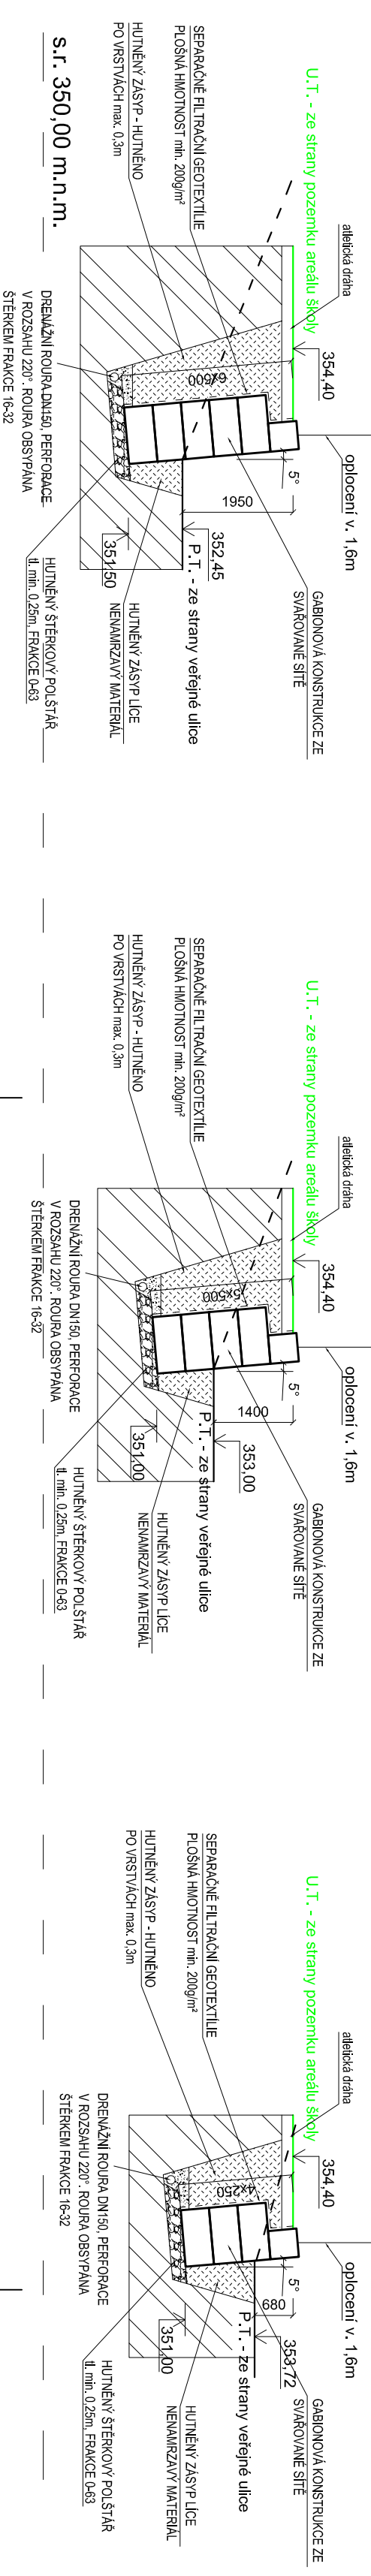 U.T. - ze strany pozemku areálu školy
atletická dráha
354,40
oplocení v. 1,6m
SEPARAČNĚ FILTRAČNÍ GEOTEXTÍLIE
PLOŠNÁ HMOTNOST min. 200g/m²
HUTNĚNÝ ZÁSYP - HUTNĚNO
PO VRSTVÁCH max. 0,3m
GABIONOVÁ KONSTRUKCE ZE
SVAŘOVANÉ SÍTĚ
5°
6x500
1950
352,45
P.T. - ze strany veřejné ulice
351,50
HUTNĚNÝ ZÁSYP LÍCE
NENAMRZAVÝ MATERIÁL
DRENÁŽNÍ ROURA DN150, PERFORACE
V ROZSAHU 220°. ROURA OBSYPÁNA
ŠTĚRKEM FRAKCE 16-32
HUTNĚNÝ ŠTĚRKOVÝ POLŠTÁŘ
tl. min. 0,25m, FRAKCE 0-63
s.r. 350,00 m.n.m.
U.T. - ze strany pozemku areálu školy
atletická dráha
354,40
oplocení v. 1,6m
SEPARAČNĚ FILTRAČNÍ GEOTEXTÍLIE
PLOŠNÁ HMOTNOST min. 200g/m²
HUTNĚNÝ ZÁSYP - HUTNĚNO
PO VRSTVÁCH max. 0,3m
GABIONOVÁ KONSTRUKCE ZE
SVAŘOVANÉ SÍTĚ
5°
5x500
1400
353,00
P.T. - ze strany veřejné ulice
351,00
HUTNĚNÝ ZÁSYP LÍCE
NENAMRZAVÝ MATERIÁL
DRENÁŽNÍ ROURA DN150, PERFORACE
V ROZSAHU 220°. ROURA OBSYPÁNA
ŠTĚRKEM FRAKCE 16-32
HUTNĚNÝ ŠTĚRKOVÝ POLŠTÁŘ
tl. min. 0,25m, FRAKCE 0-63
U.T. - ze strany pozemku areálu školy
atletická dráha
354,40
oplocení v. 1,6m
SEPARAČNĚ FILTRAČNÍ GEOTEXTÍLIE
PLOŠNÁ HMOTNOST min. 200g/m²
HUTNĚNÝ ZÁSYP - HUTNĚNO
PO VRSTVÁCH max. 0,3m
GABIONOVÁ KONSTRUKCE ZE
SVAŘOVANÉ SÍTĚ
5°
4x250
680
353,72
P.T. - ze strany veřejné ulice
351,00
HUTNĚNÝ ZÁSYP LÍCE
NENAMRZAVÝ MATERIÁL
DRENÁŽNÍ ROURA DN150, PERFORACE
V ROZSAHU 220°. ROURA OBSYPÁNA
ŠTĚRKEM FRAKCE 16-32
HUTNĚNÝ ŠTĚRKOVÝ POLŠTÁŘ
tl. min. 0,25m, FRAKCE 0-63